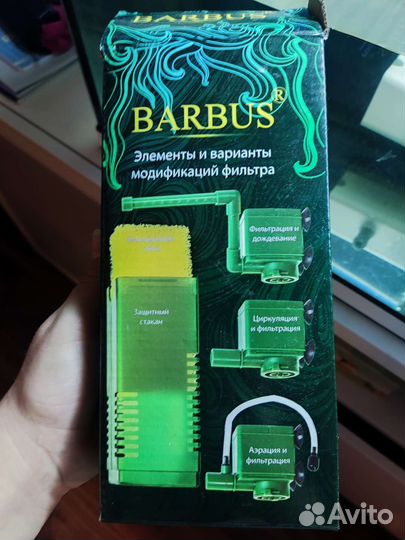 BARBUS®
Элементы и варианты
модификаций фильтра
Фильтрация и
дождевание
Защитный
стакан
Циркуляция
и фильтрация
Аэрация и
фильтрация
Avito